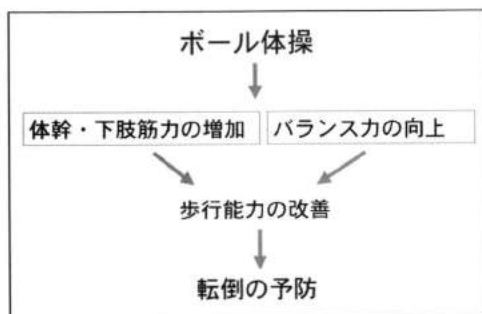 ボール体操
体幹・下肢筋力の増加 バランス力の向上
歩行能力の改善
転倒の予防